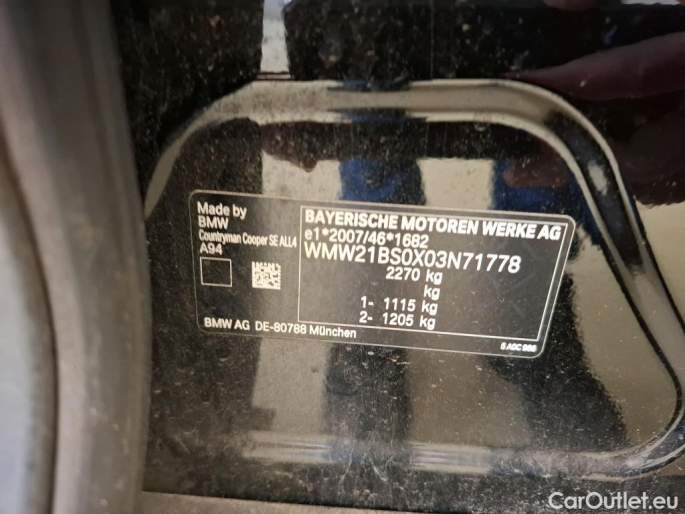 Made by
BMW
Countryman Cooper SE ALL4
A94
BAYERISCHE MOTOREN WERKE AG
e1*2007/46*1682
WMW21BS0X03N71778
2270 kg
kg
1- 1115 kg
2- 1205 kg
BMW AG DE-80788 München
CarOutlet.eu